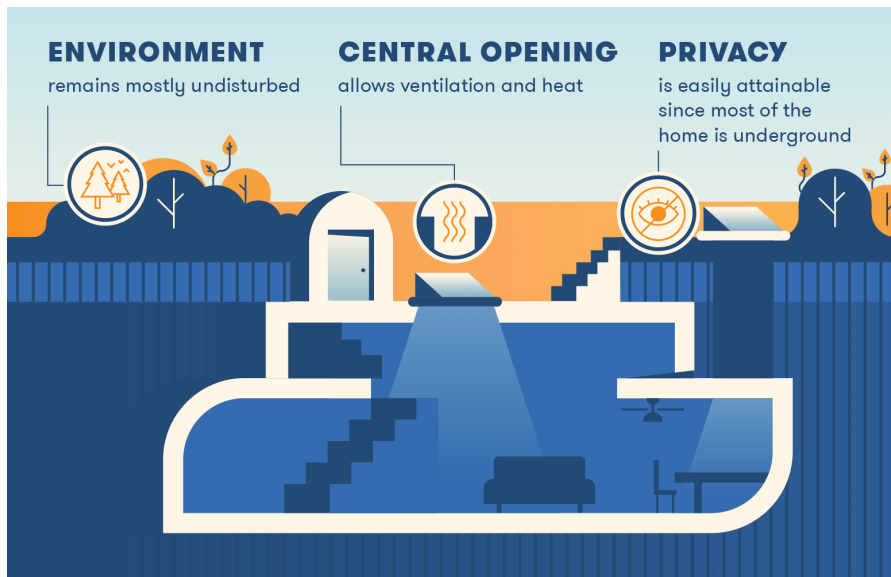 ENVIRONMENT
remains mostly undisturbed
CENTRAL OPENING
allows ventilation and heat
PRIVACY
is easily attainable
since most of the
home is underground